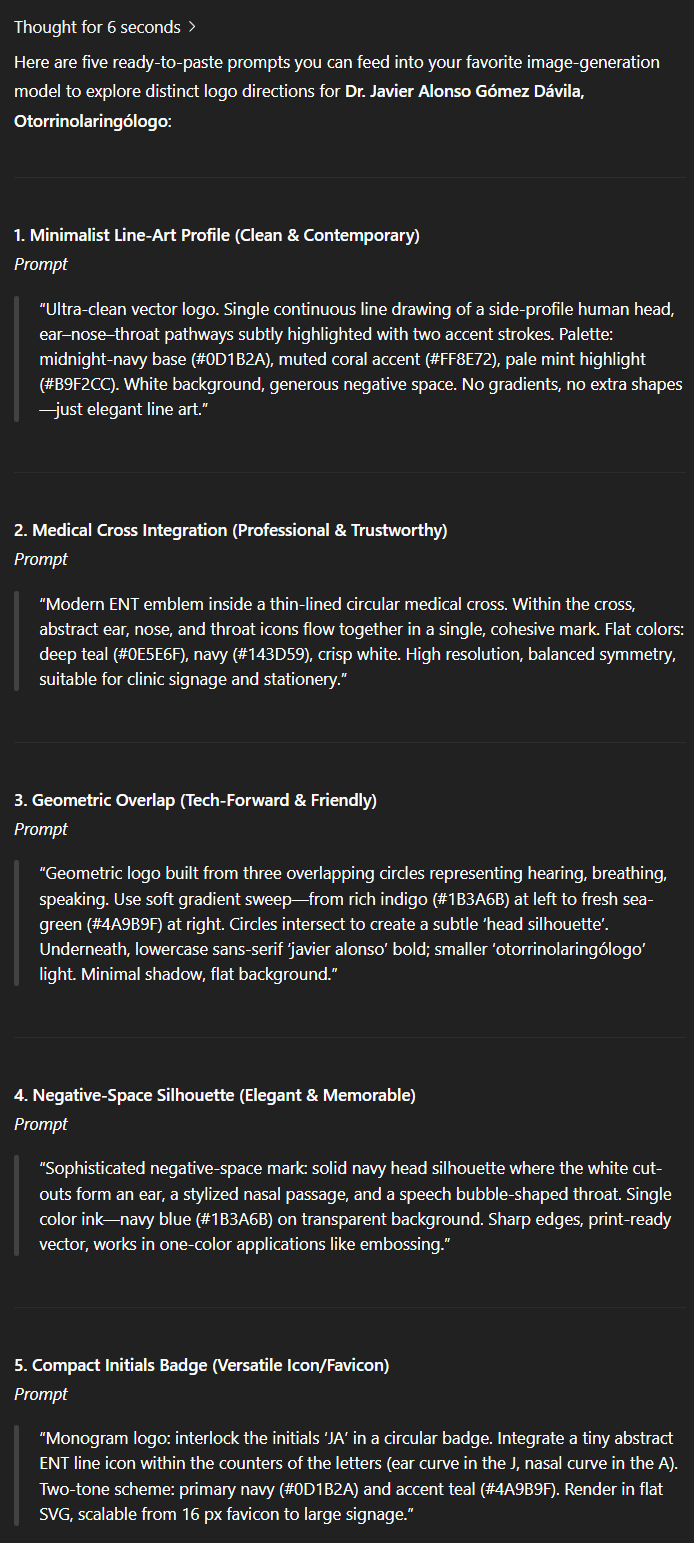 Thought for 6 seconds >
Here are five ready-to-paste prompts you can feed into your favorite image-generation
model to explore distinct logo directions for Dr. Javier Alonso Gómez Dávila,
Otorrinolaringólogo:
1. Minimalist Line-Art Profile (Clean & Contemporary)
Prompt
“Ultra-clean vector logo. Single continuous line drawing of a side-profile human head,
ear–nose–throat pathways subtly highlighted with two accent strokes. Palette:
midnight-navy base (#0D1B2A), muted coral accent (#FF8E72), pale mint highlight
(#B9F2CC). White background, generous negative space. No gradients, no extra shapes
—just elegant line art.”
2. Medical Cross Integration (Professional & Trustworthy)
Prompt
“Modern ENT emblem inside a thin-lined circular medical cross. Within the cross,
abstract ear, nose, and throat icons flow together in a single, cohesive mark. Flat colors:
deep teal (#0E5E6F), navy (#143D59), crisp white. High resolution, balanced symmetry,
suitable for clinic signage and stationery.”
3. Geometric Overlap (Tech-Forward & Friendly)
Prompt
“Geometric logo built from three overlapping circles representing hearing, breathing,
speaking. Use soft gradient sweep—from rich indigo (#1B3A6B) at left to fresh sea-
green (#4A9B9F) at right. Circles intersect to create a subtle ‘head silhouette’.
Underneath, lowercase sans-serif ‘javier alonso’ bold; smaller ‘otorrinolaringólogo’
light. Minimal shadow, flat background.”
4. Negative-Space Silhouette (Elegant & Memorable)
Prompt
“Sophisticated negative-space mark: solid navy head silhouette where the white cut-
outs form an ear, a stylized nasal passage, and a speech bubble-shaped throat. Single
color ink—navy blue (#1B3A6B) on transparent background. Sharp edges, print-ready
vector, works in one-color applications like embossing.”
5. Compact Initials Badge (Versatile Icon/Favicon)
Prompt
“Monogram logo: interlock the initials ‘JA’ in a circular badge. Integrate a tiny abstract
ENT line icon within the counters of the letters (ear curve in the J, nasal curve in the A).
Two-tone scheme: primary navy (#0D1B2A) and accent teal (#4A9B9F). Render in flat
SVG, scalable from 16 px favicon to large signage.”